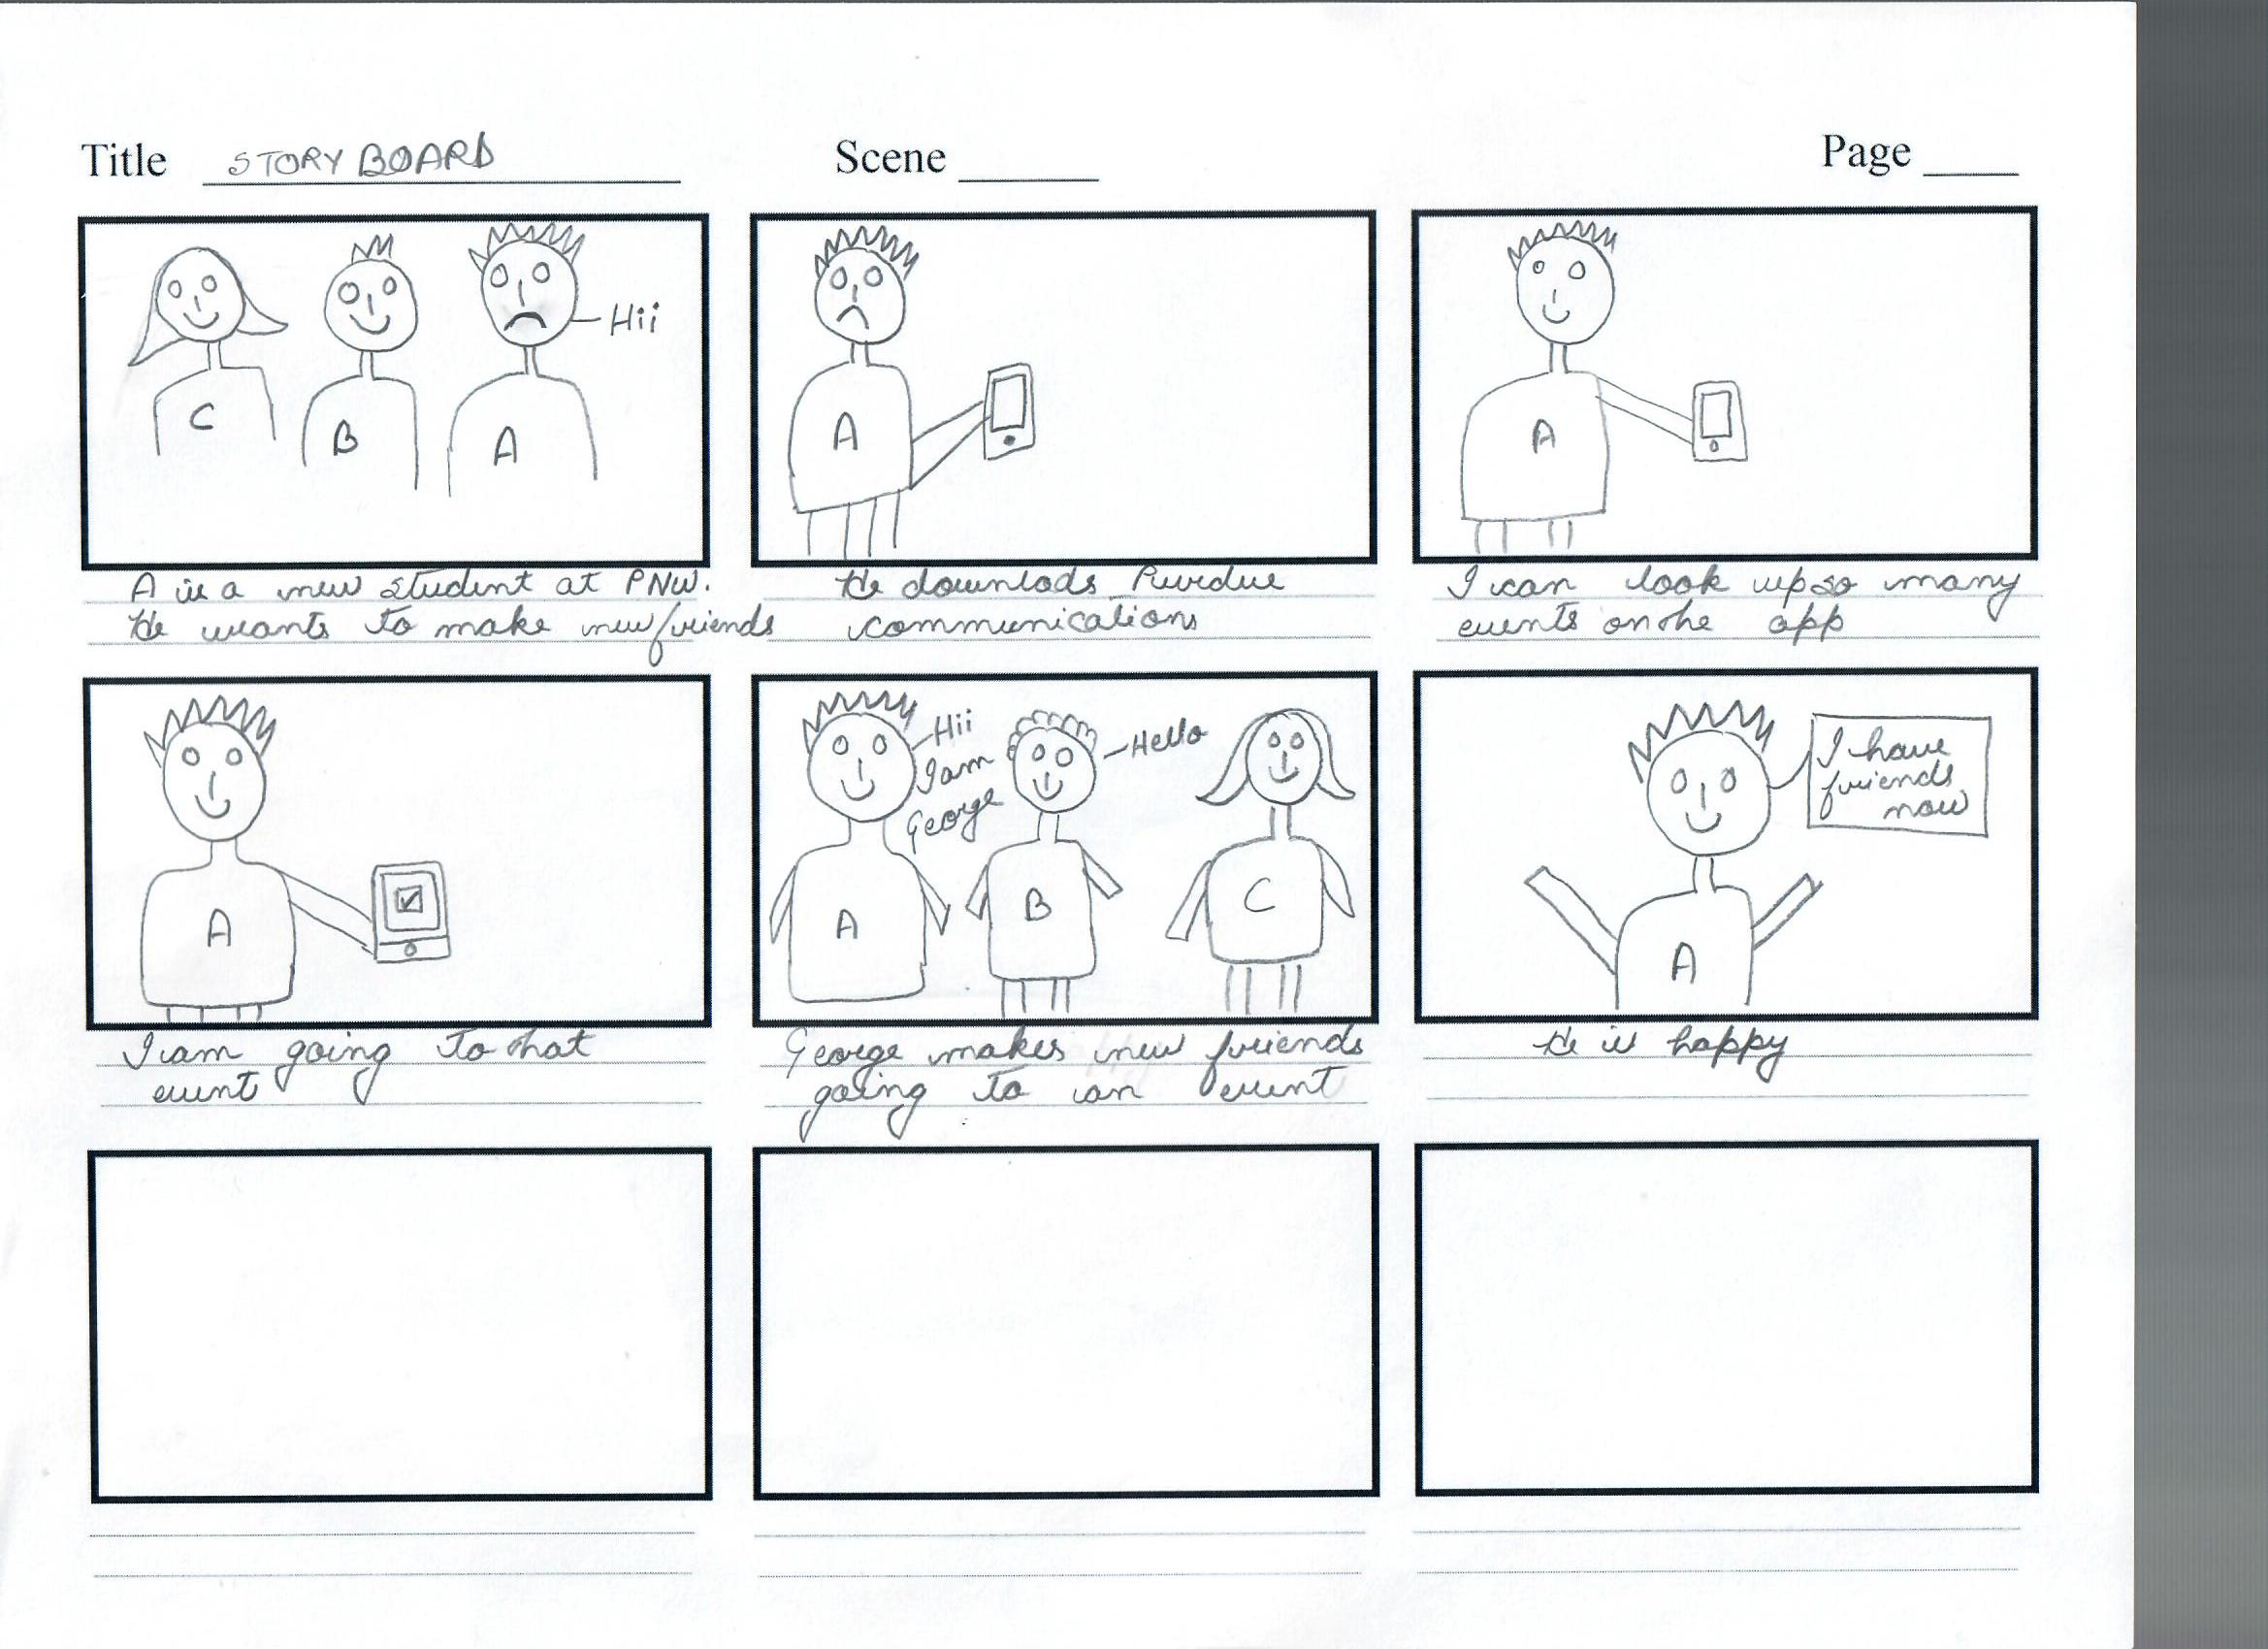 Title STORY BOARD
Scene
Page
C
B
A
Hii
A is a new student at PNW.
He wants to make new friends
A
He downlods Purdue
communications
A
I can look up so many
events on the app
A
I am going to that
event
Hii
I am
George
Hello
A
B
C
George makes new friends
going to an event
I have
friends
now
A
He is happy